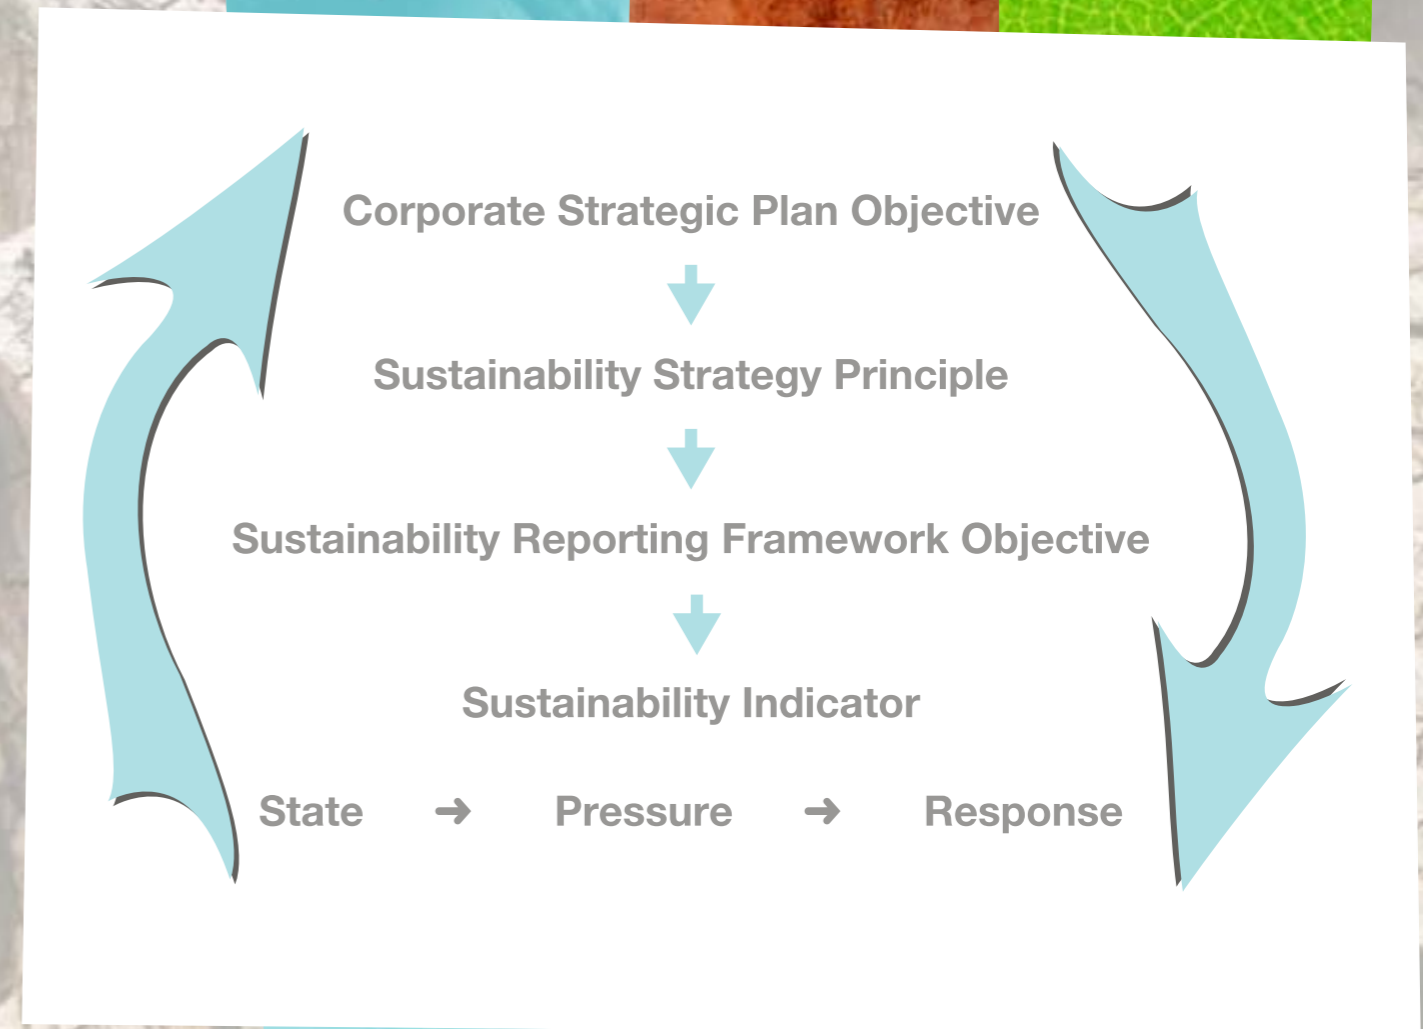 Corporate Strategic Plan Objective
Sustainability Strategy Principle
Sustainability Reporting Framework Objective
Sustainability Indicator
State ➜ Pressure ➜ Response